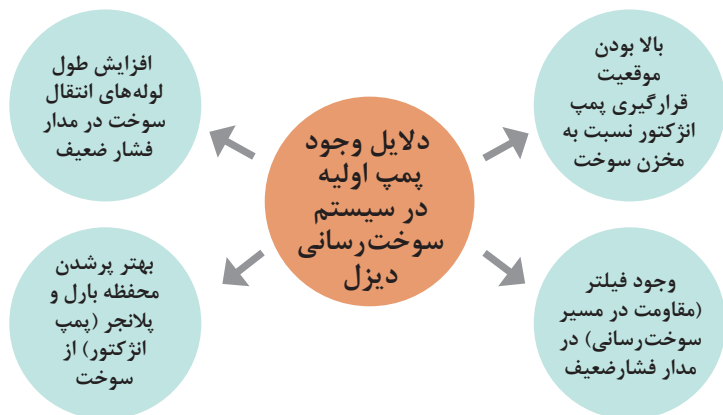 دلایل وجود
پمپ اولیه
در سیستم
سوخت‌رسانی
دیزل
بالا بودن
موقعیت
قرارگیری پمپ
انژکتور نسبت به
مخزن سوخت
افزایش طول
لوله‌های انتقال
سوخت در مدار
فشار ضعیف
وجود فیلتر
(مقاومت در مسیر
سوخت‌رسانی) در
مدار فشارضعیف
بهتر پرشدن
محفظه بارل و
پلانجر (پمپ
انژکتور) از
سوخت